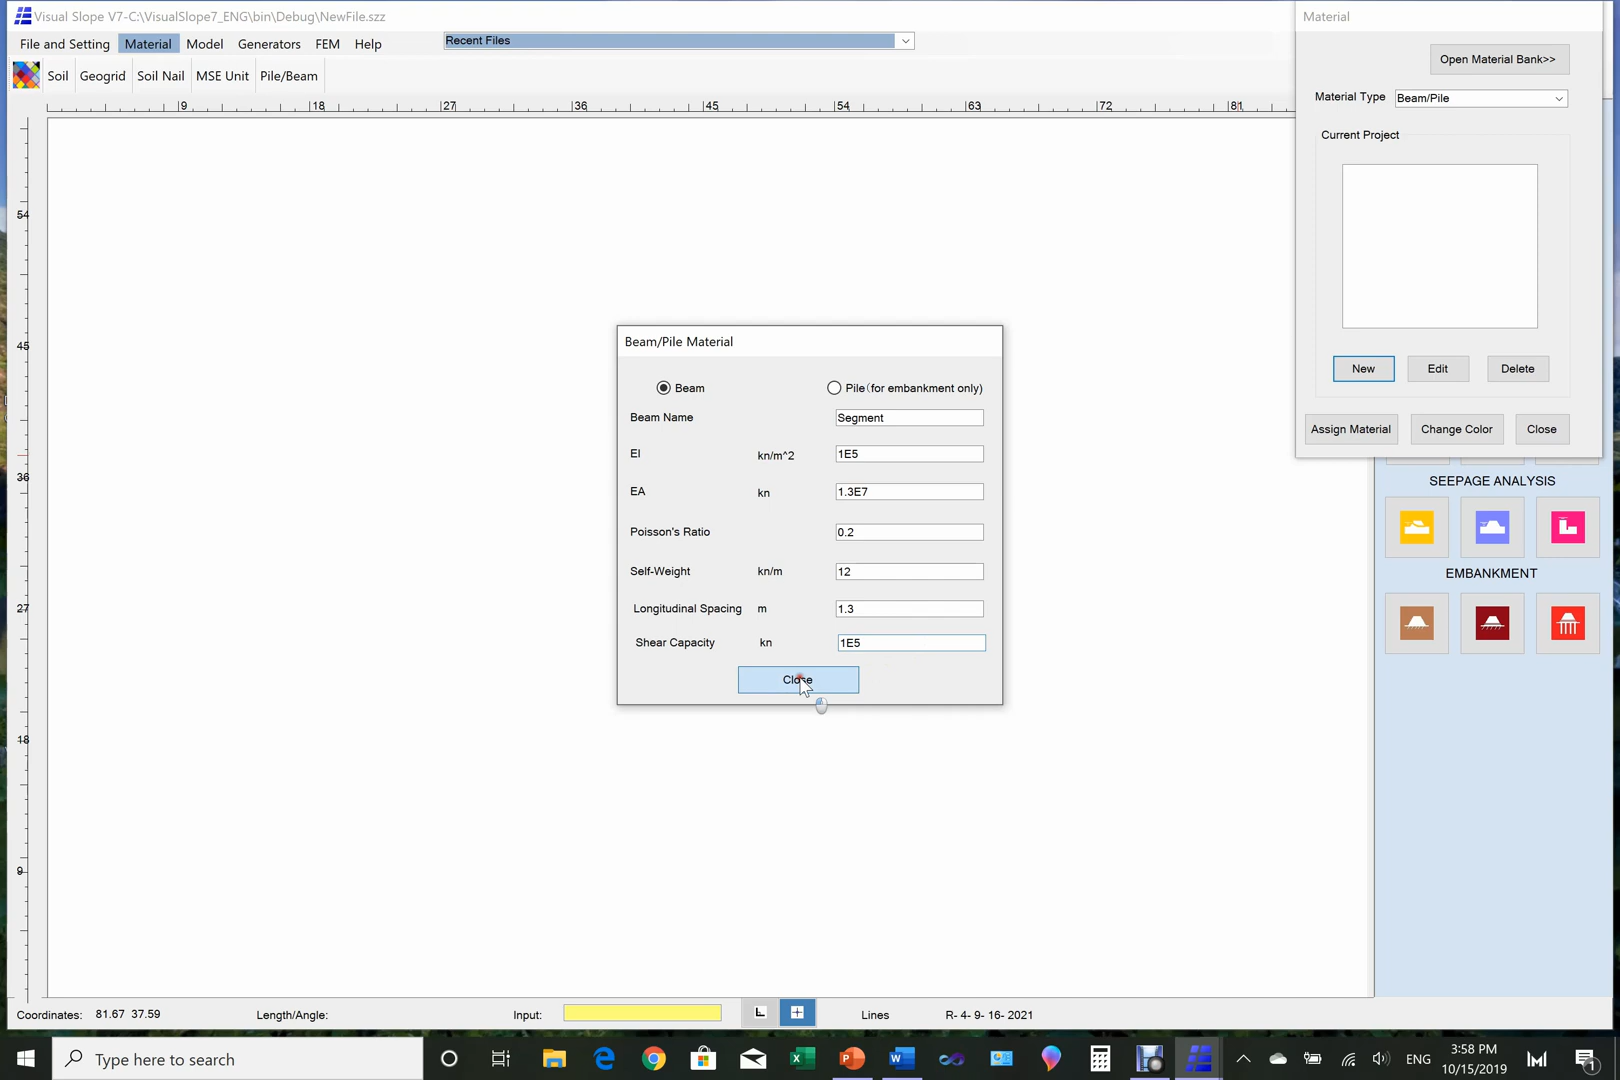 Visual Slope V7-C:\VisualSlope7_ENG\bin\Debug\NewFile.szz
Material
File and Setting Material Model Generators FEM Help Recent Files
Open Material Bank>>
Soil Geogrid Soil Nail MSE Unit Pile/Beam
Material Type Beam/Pile
9 18 27 36 45 54 63 72 81
Current Project
54
45
36
27
18
9
Beam/Pile Material
Beam Pile(for embankment only)
Beam Name Segment
EI kn/m^2 1E5
EA kn 1.3E7
Poisson's Ratio 0.2
Self-Weight kn/m 12
Longitudinal Spacing m 1.3
Shear Capacity kn 1E5
Close
New Edit Delete
Assign Material Change Color Close
SEEPAGE ANALYSIS
EMBANKMENT
Coordinates: 81.67 37.59 Length/Angle: Input: Lines R- 4- 9- 16- 2021
Type here to search
ENG
3:58 PM
10/15/2019
1